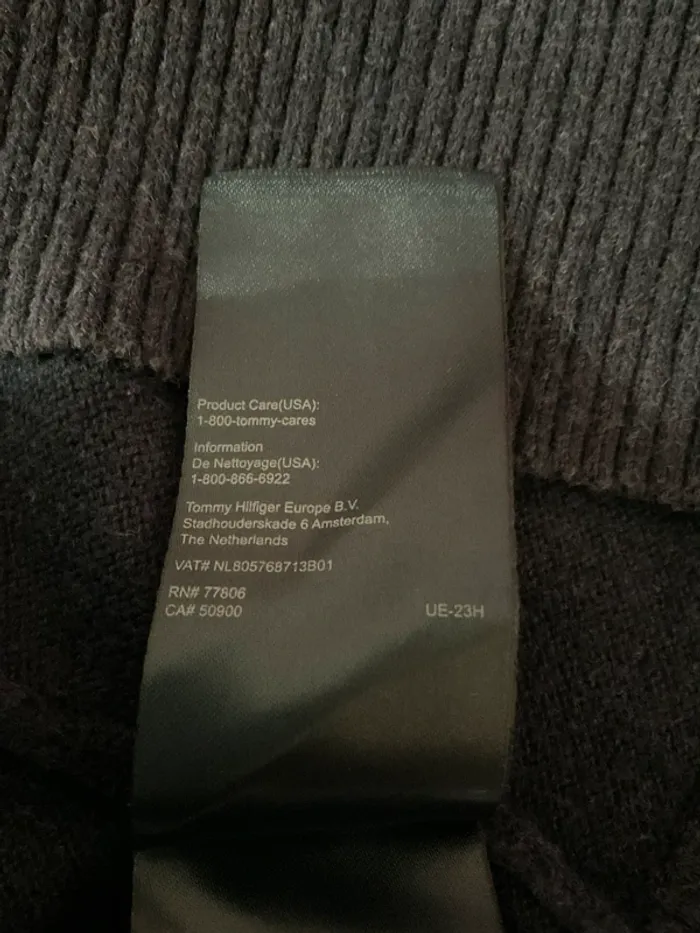 Product Care(USA):
1-800-tommy-cares
Information
De Nettoyage(USA):
1-800-866-6922
Tommy Hilfiger Europe B.V.
Stadhouderskade 6 Amsterdam,
The Netherlands
VAT# NL805768713B01
RN# 77806
CA# 50900 UE-23H